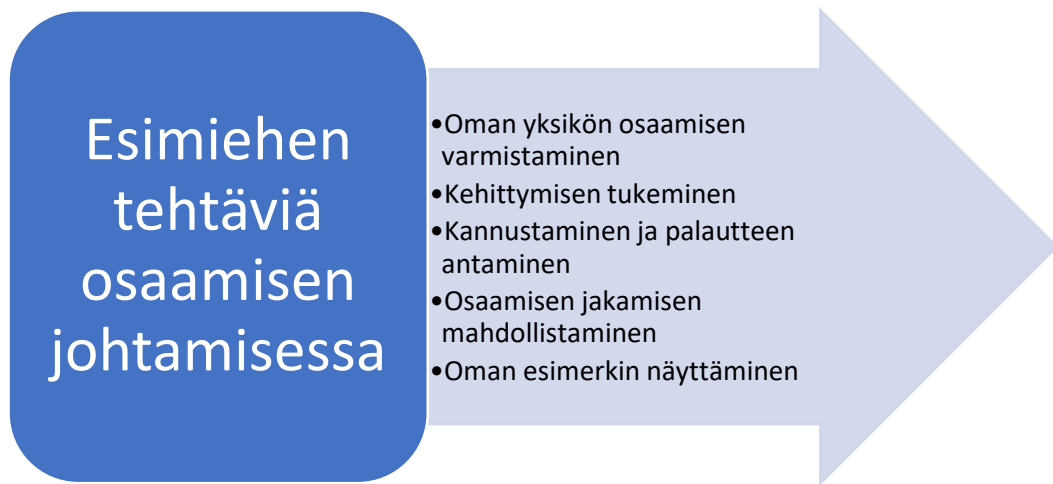 Esimiehen
tehtäviä
osaamisen
johtamisessa
•Oman yksikön osaamisen
varmistaminen
•Kehittymisen tukeminen
•Kannustaminen ja palautteen
antaminen
•Osaamisen jakamisen
mahdollistaminen
•Oman esimerkin näyttäminen